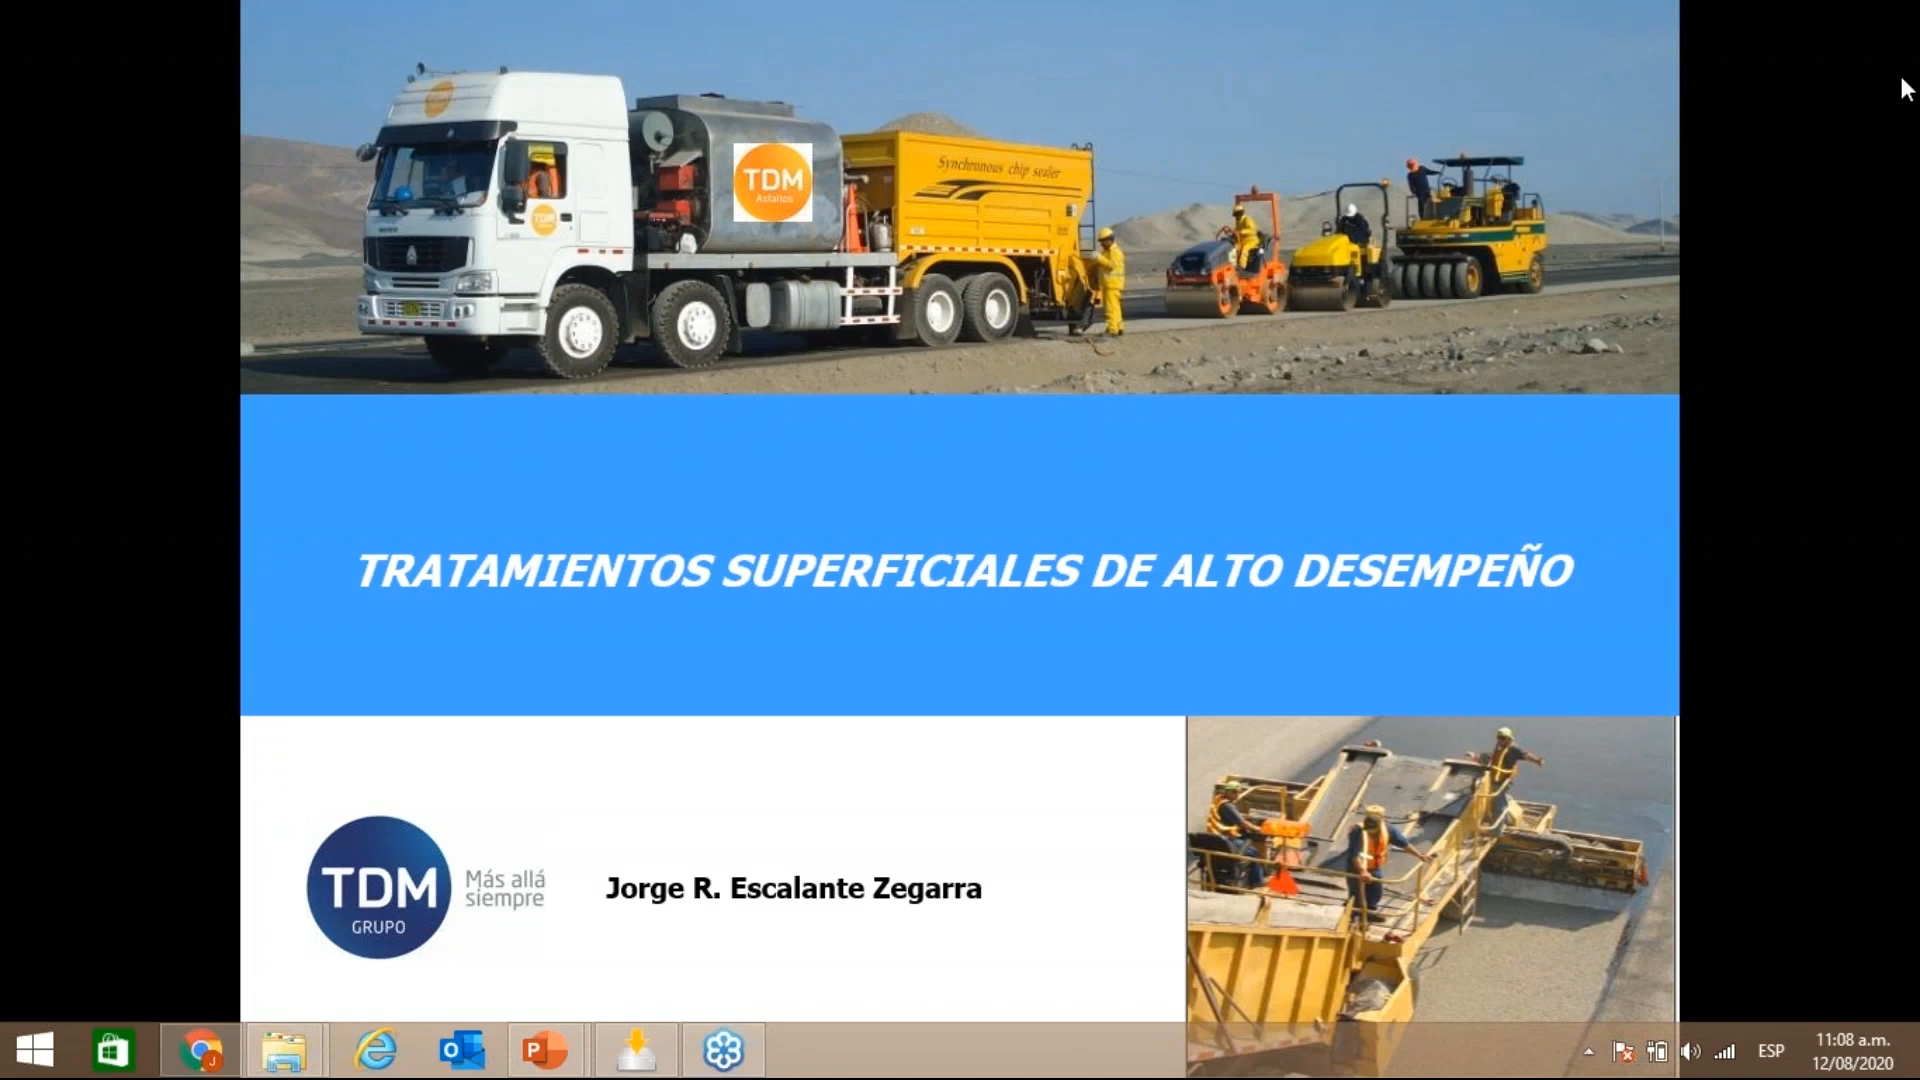 TDM
Asfaltos
Synchronous chip sealer
TDM
TRATAMIENTOS SUPERFICIALES DE ALTO DESEMPEÑO
TDM
GRUPO
Más allá
siempre
Jorge R. Escalante Zegarra
ESP
11:08 a.m.
12/08/2020